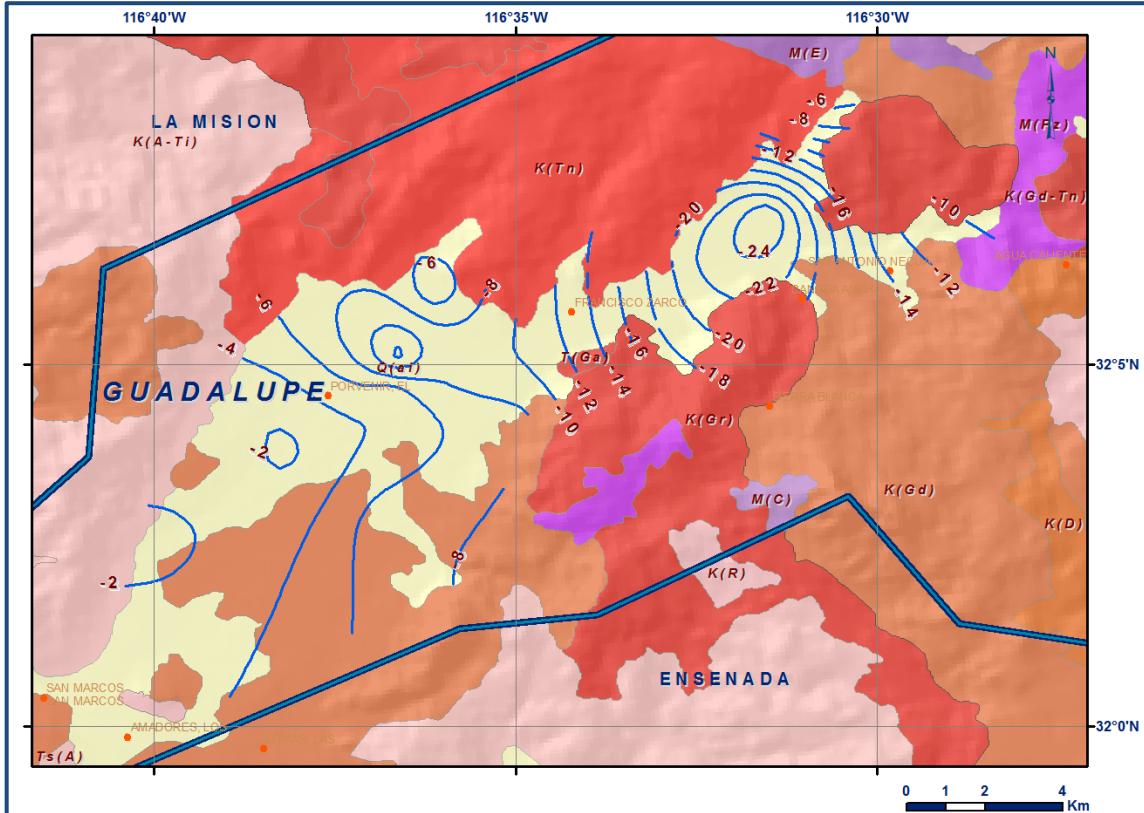 116°40'W
116°35'W
116°30'W
N
M(E)
-6
-8
M(Fz)
LA MISION
K(A-Ti)
-12
K(Tn)
K(Gd-Tn)
-16
-10
-20
-24
-6
AGUA CALIENTE
-12
-8
-22
-14
-6
FRANCISCO ZARCO
-4
-16
-20
T(Ga)
32°5'N
Q(al)
-14
-18
GUADALUPE
PORVENIR, EL
-12
-10
K(Gr)
-2
K(Gd)
M(C)
K(D)
-8
K(R)
-2
ENSENADA
SAN MARCOS
SAN MARCOS
AMADORES, LOS
32°0'N
Ts(A)
0 1 2 4
Km